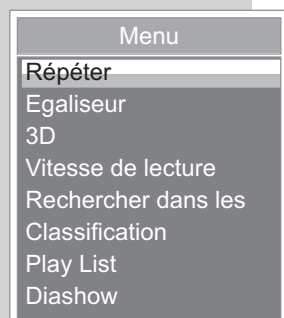 Menu
Répéter
Egaliseur
3D
Vitesse de lecture
Rechercher dans les
Classification
Play List
Diashow